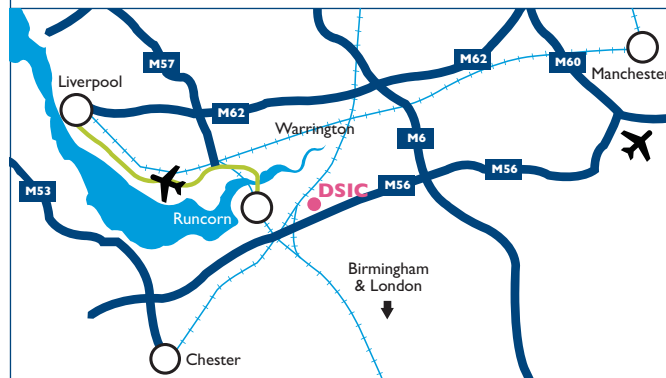 M57
M62
M60
Manchester
Liverpool
M62
Warrington
M6
M53
DSIC
M56
M56
Runcorn
Birmingham
& London
Chester